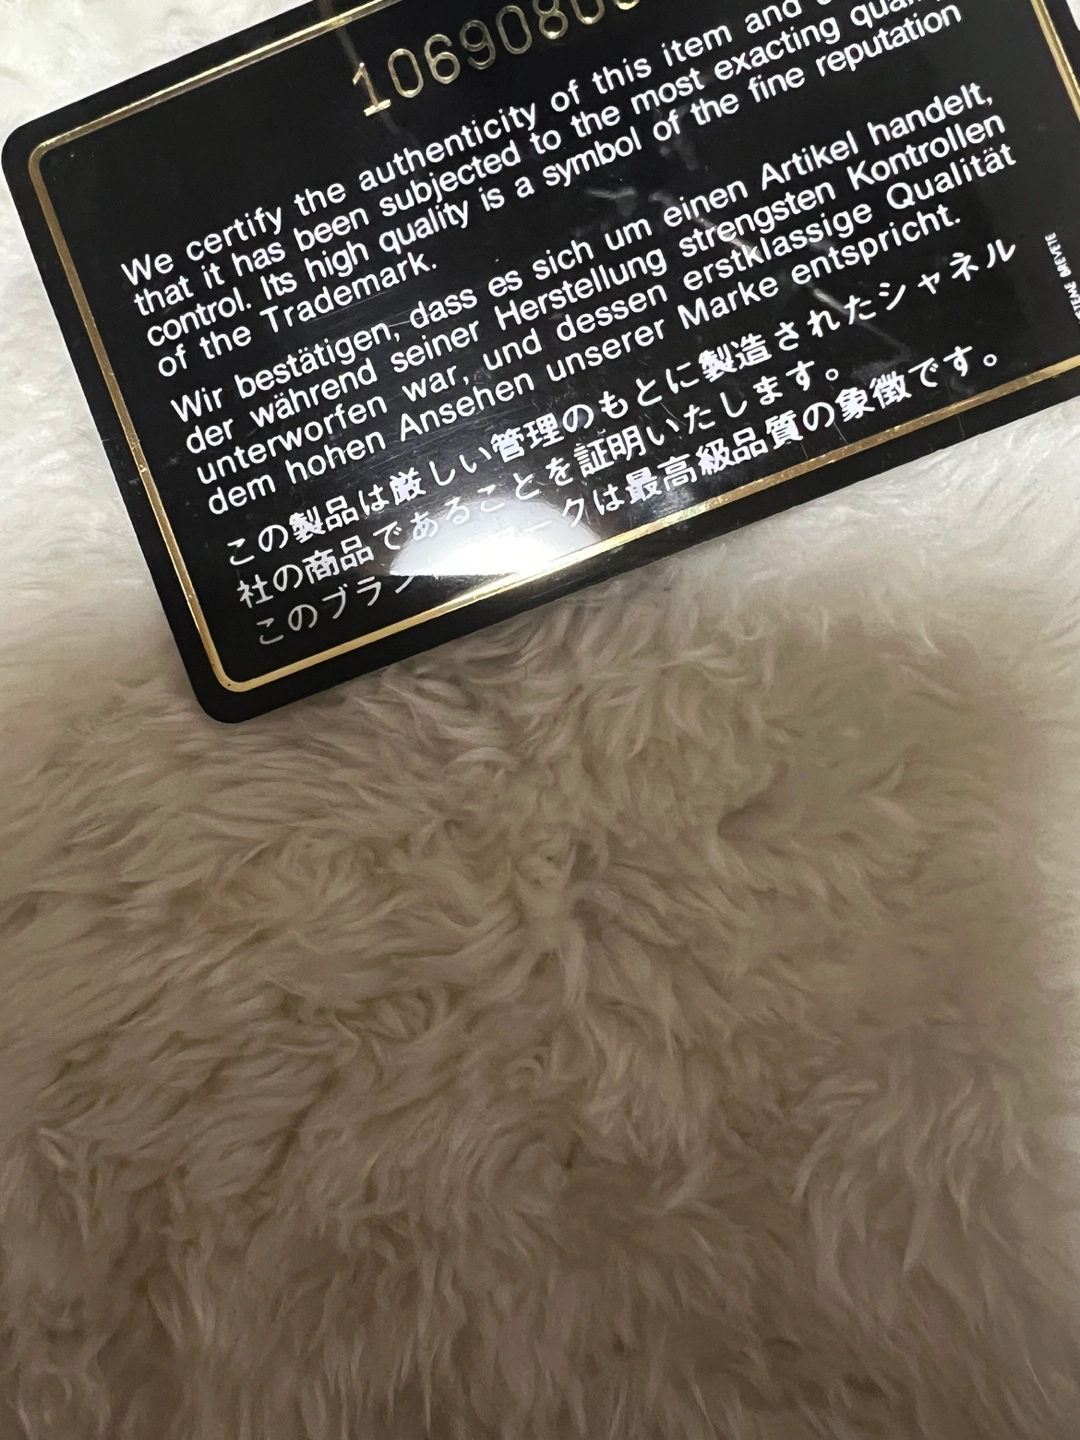 1069080
We certify the authenticity of this item and
that it has been subjected to the most exacting
control. Its high quality is a symbol of the fine reputation
of the Trademark.
Wir bestätigen, dass es sich um einen Artikel handelt,
der während seiner Herstellung strengsten Kontrollen
unterworfen war, und dessen erstklassige Qualität
dem hohen Ansehen unserer Marke entspricht.
この製品は厳しい管理のもとに製造されたシャネル
社の商品であることを証明いたします。
このブランドマークは最高級品質の象徴です。